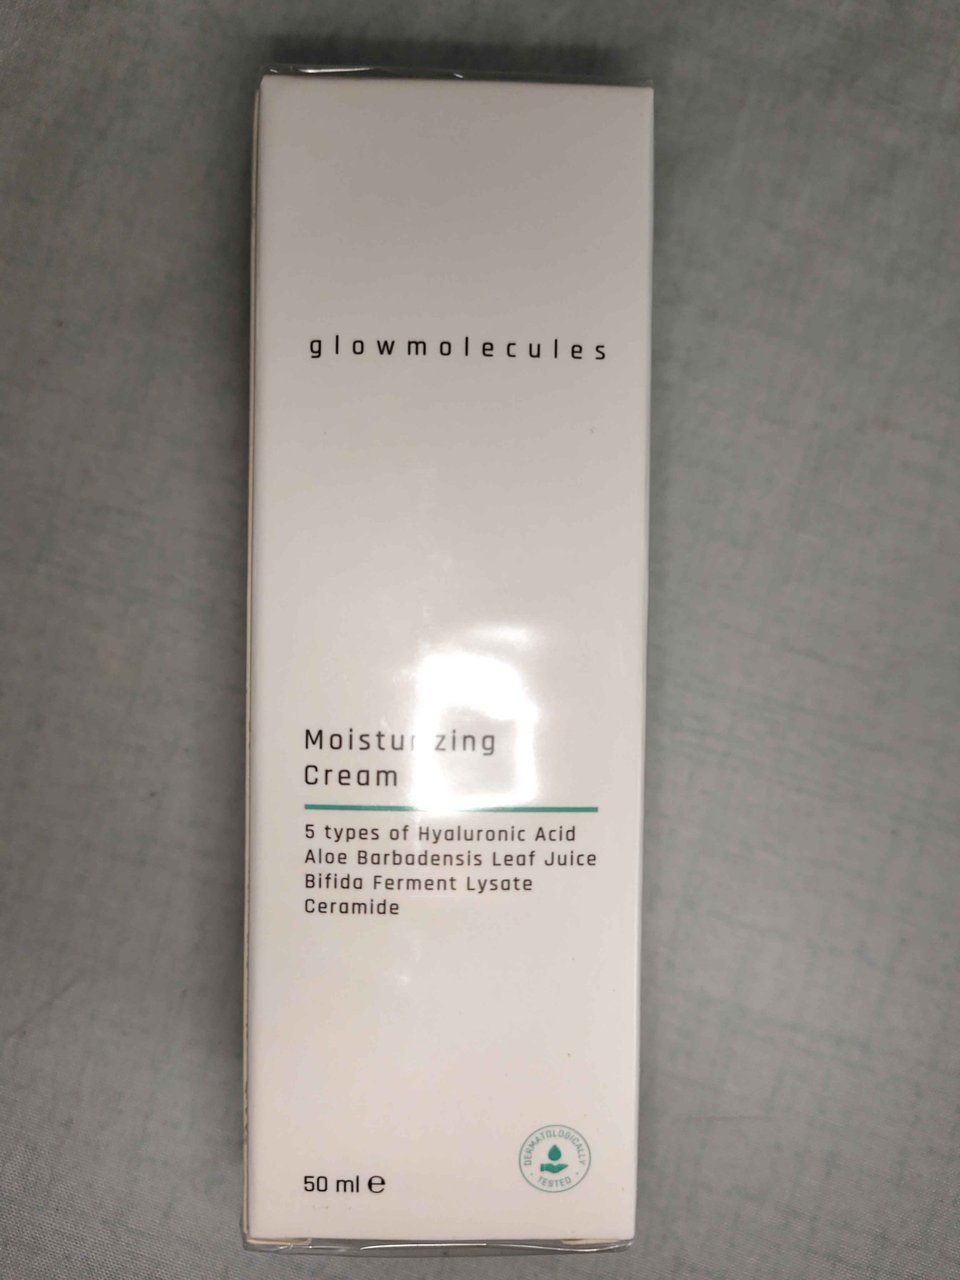 glowmolecules
Moisturizing
Cream
5 types of Hyaluronic Acid
Aloe Barbadensis Leaf Juice
Bifida Ferment Lysate
Ceramide
50 ml ℮
DERMATOLOGICALLY
TESTED